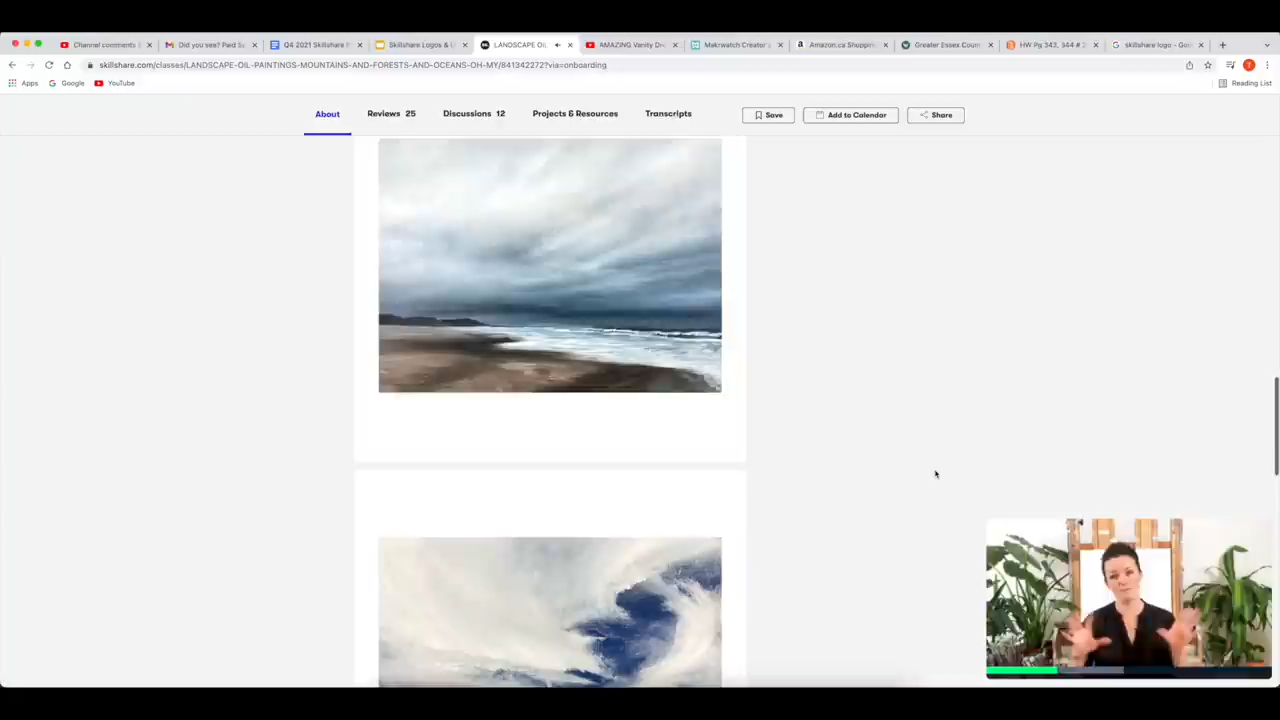 Channel comments
Did you see? Paid Su
Q4 2021 Skillshare
Skillshare Logos & U
LANDSCAPE OIL
AMAZING Vanity
Makrwatch Creator
Amazon.ca Shoppin
Greater Essex Coun
HW Pg 343, 344 # 2
skillshare logo - Goo
skillshare.com/classes/LANDSCAPE-OIL-PAINTINGS-MOUNTAINS-AND-FORESTS-AND-OCEANS-OH-MY/841342272?via=onboarding
T
Apps
Google
YouTube
Reading List
About
Reviews 25
Discussions 12
Projects & Resources
Transcripts
Save
Add to Calendar
Share